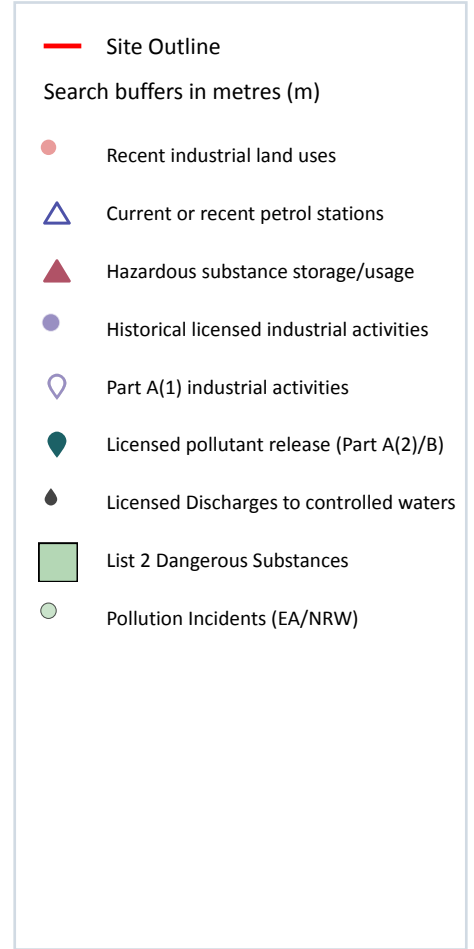 Site Outline
Search buffers in metres (m)
Recent industrial land uses
Current or recent petrol stations
Hazardous substance storage/usage
Historical licensed industrial activities
Part A(1) industrial activities
Licensed pollutant release (Part A(2)/B)
Licensed Discharges to controlled waters
List 2 Dangerous Substances
Pollution Incidents (EA/NRW)